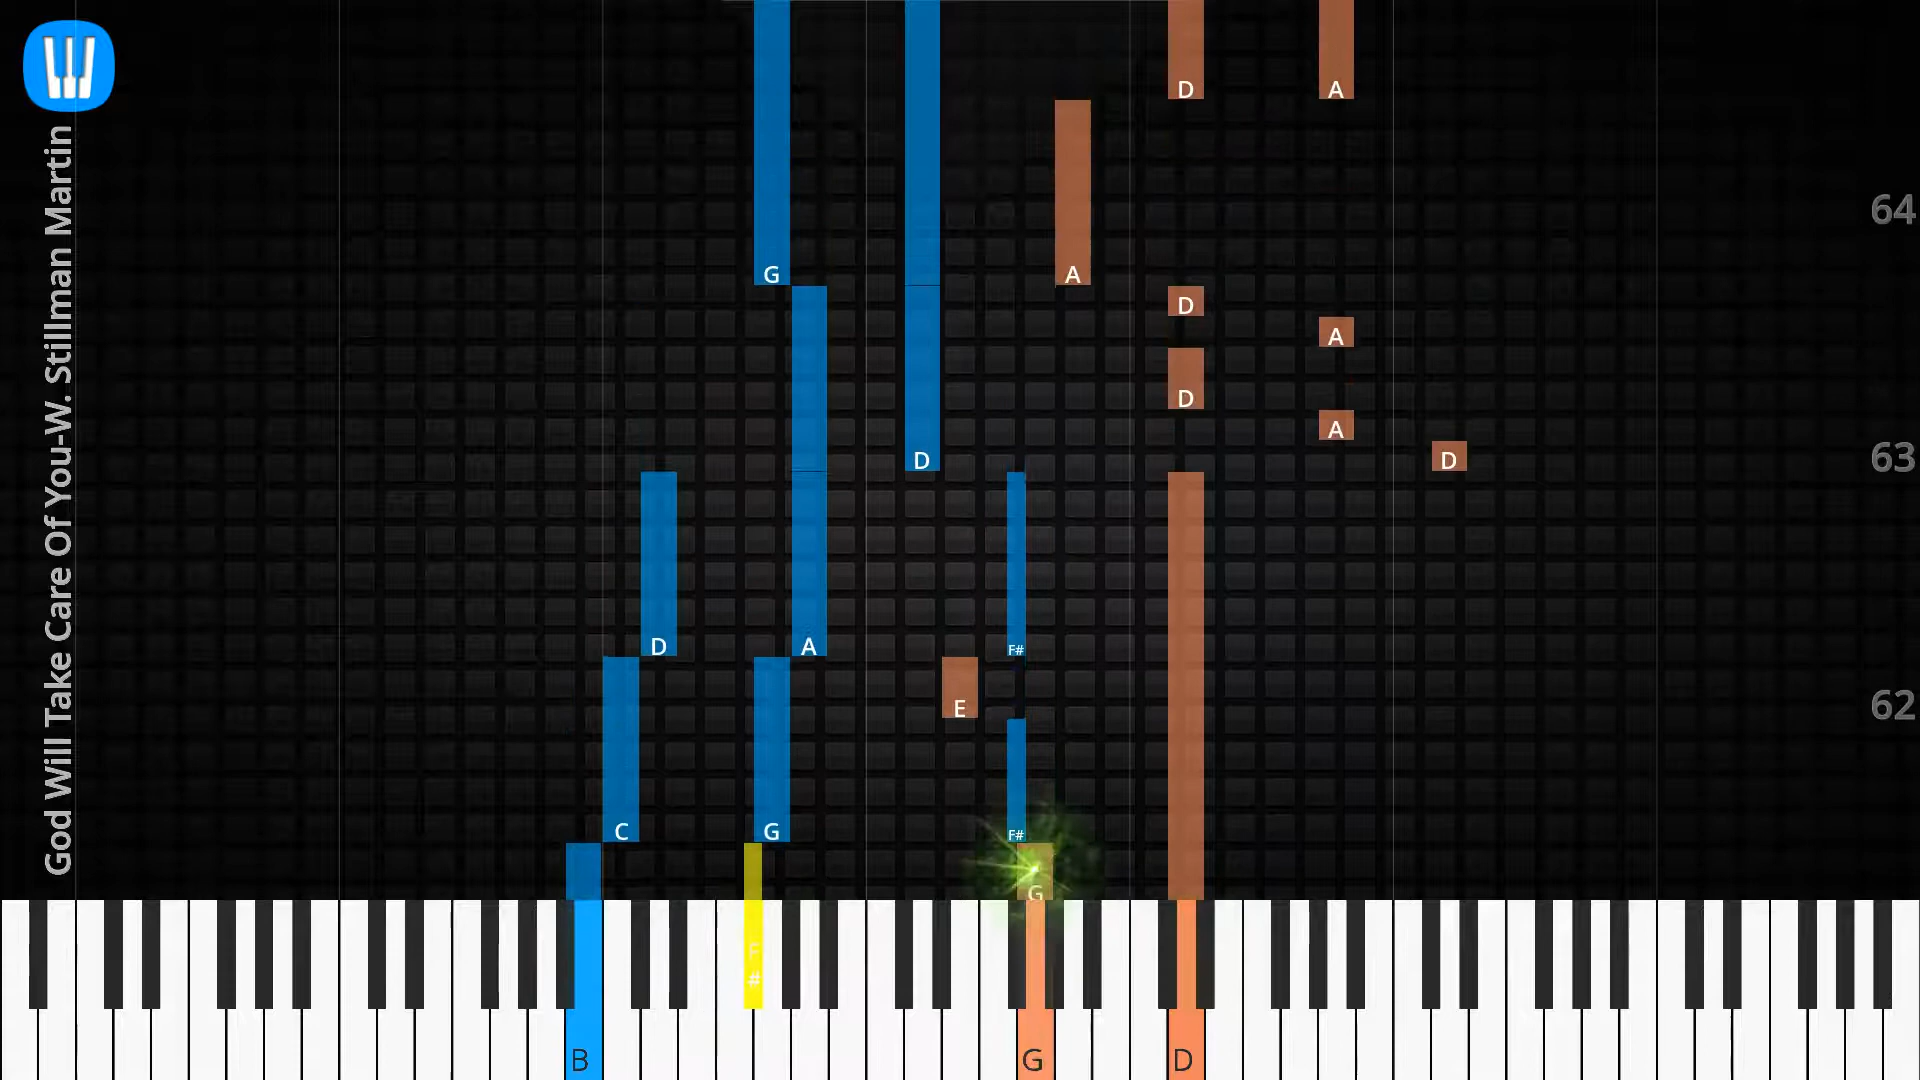 God Will Take Care Of You-W. Stillman Martin
D A
64
G A
D
A
D
A
D D
63
D A F#
E
62
C G F#
G
F
#
B G D